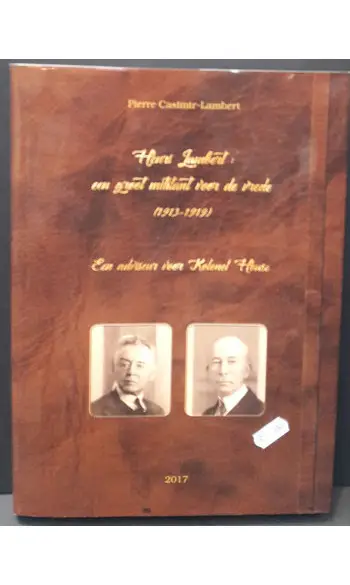 Pierre Casimir-Lambert
Henri Lambert :
een groot militant voor de vrede
(1913-1919)
Een adviseur voor Kolonel House
2017